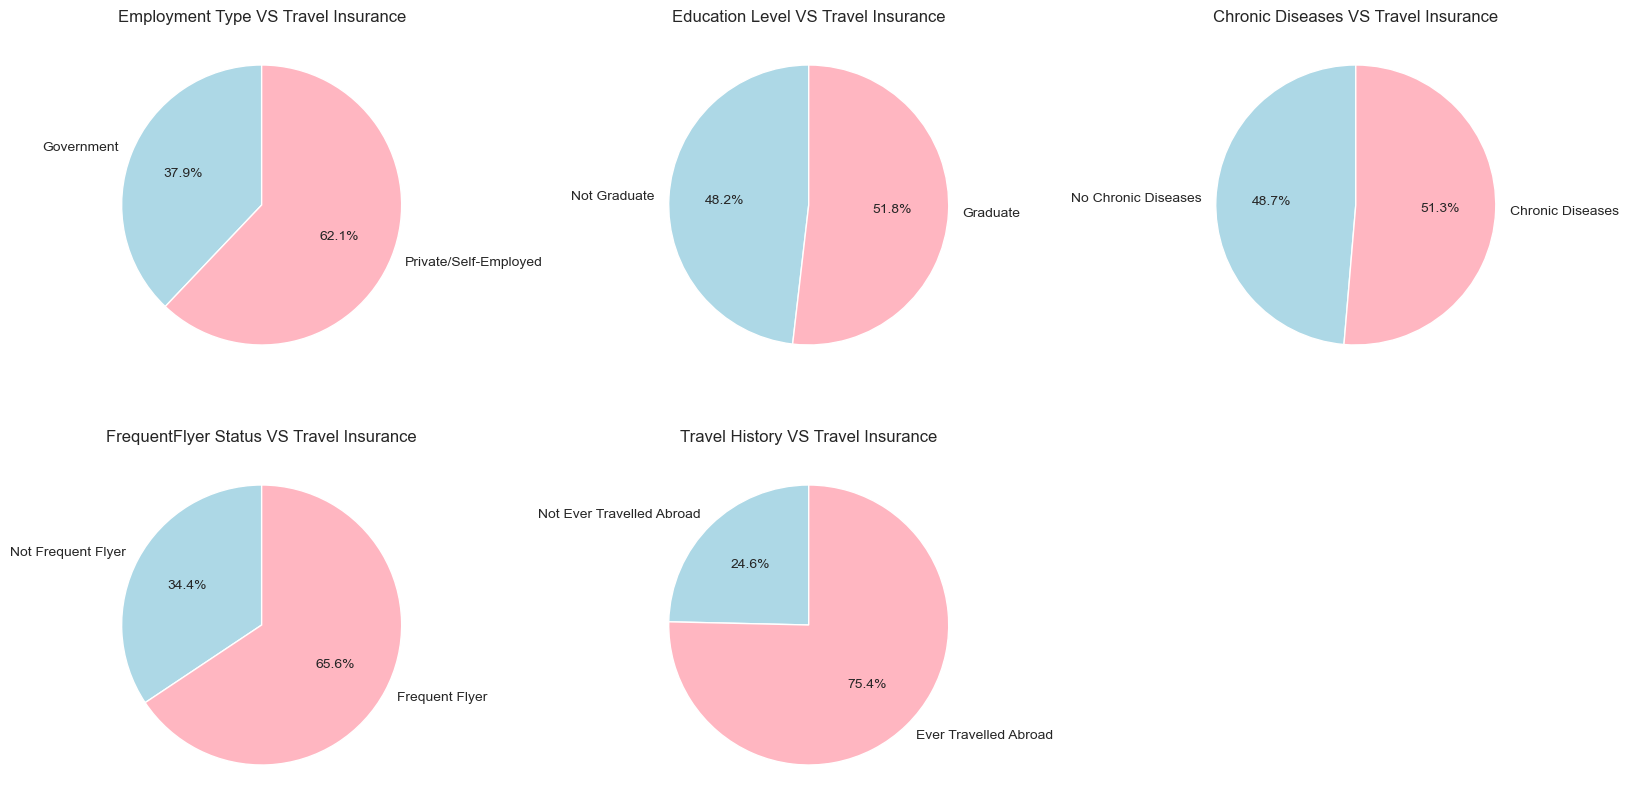 Employment Type VS Travel Insurance
Government
37.9%
62.1%
Private/Self-Employed
Education Level VS Travel Insurance
Not Graduate
48.2%
51.8%
Graduate
Chronic Diseases VS Travel Insurance
No Chronic Diseases
48.7%
51.3%
Chronic Diseases
FrequentFlyer Status VS Travel Insurance
Not Frequent Flyer
34.4%
65.6%
Frequent Flyer
Travel History VS Travel Insurance
Not Ever Travelled Abroad
24.6%
75.4%
Ever Travelled Abroad